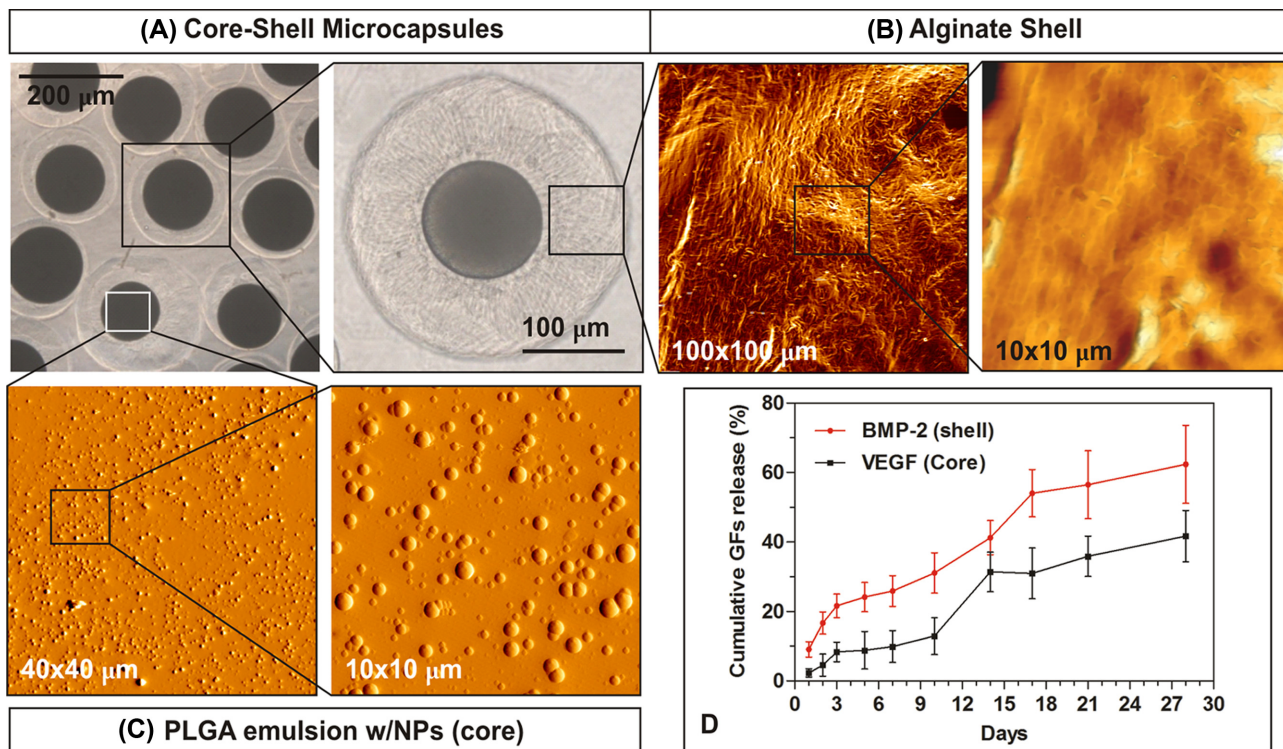 (A) Core-Shell Microcapsules
(B) Alginate Shell
200 μm
100 μm
100x100 μm
10x10 μm
40x40 μm
10x10 μm
(C) PLGA emulsion w/NPs (core)
Cumulative GFs release (%)
80
60
40
20
0
BMP-2 (shell)
VEGF (Core)
0 3 6 9 12 15 18 21 24 27 30
Days
D